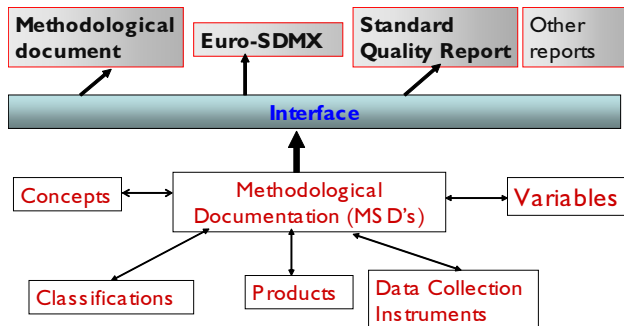 Methodological
document
Euro-SDMX
Standard
Quality Report
Other
reports
Interface
Concepts
Methodological
Documentation (MSD's)
Variables
Classifications
Products
Data Collection
Instruments